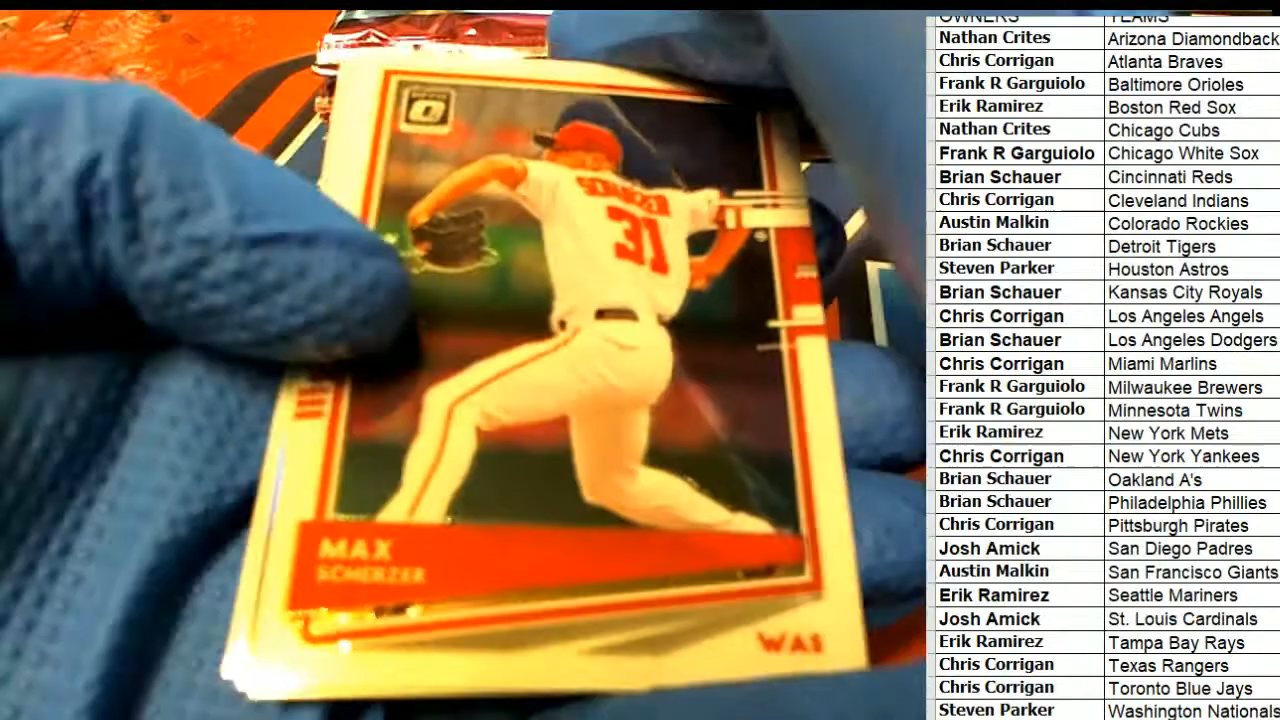 OWNERS TEAMS
Nathan Crites Arizona Diamondback
Chris Corrigan Atlanta Braves
Frank R Garguiolo Baltimore Orioles
Erik Ramirez Boston Red Sox
Nathan Crites Chicago Cubs
Frank R Garguiolo Chicago White Sox
Brian Schauer Cincinnati Reds
Chris Corrigan Cleveland Indians
Austin Malkin Colorado Rockies
Brian Schauer Detroit Tigers
Steven Parker Houston Astros
Brian Schauer Kansas City Royals
Chris Corrigan Los Angeles Angels
Brian Schauer Los Angeles Dodgers
Chris Corrigan Miami Marlins
Frank R Garguiolo Milwaukee Brewers
Frank R Garguiolo Minnesota Twins
Erik Ramirez New York Mets
Chris Corrigan New York Yankees
Brian Schauer Oakland A's
Brian Schauer Philadelphia Phillies
Chris Corrigan Pittsburgh Pirates
Josh Amick San Diego Padres
Austin Malkin San Francisco Giants
Erik Ramirez Seattle Mariners
Josh Amick St. Louis Cardinals
Erik Ramirez Tampa Bay Rays
Chris Corrigan Texas Rangers
Chris Corrigan Toronto Blue Jays
Steven Parker Washington Nationals
SCHERZER
31
MAX
SCHERZER
WAS